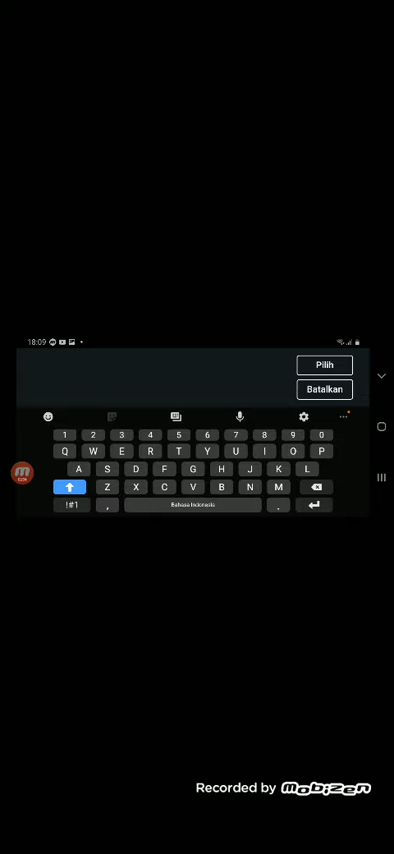 18:09
Pilih
Batalkan
1 2 3 4 5 6 7 8 9 0
Q W E R T Y U I O P
A S D F G H J K L
Z X C V B N M
!#1 , Bahasa Indonesia .
Recorded by mobizen